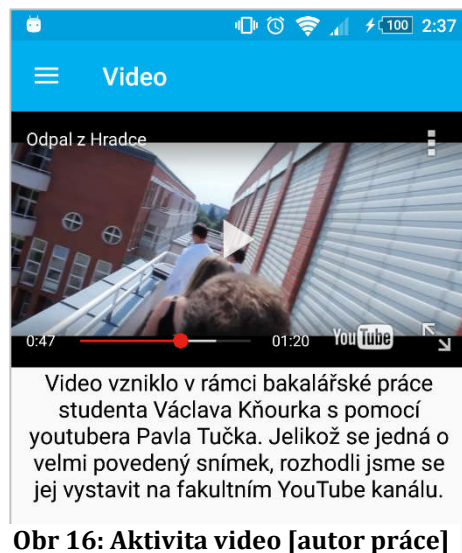 100 2:37
Video
Odpal z Hradce
0:47 01:20 YouTube
Video vzniklo v rámci bakalářské práce
studenta Václava Kňourka s pomocí
youtubera Pavla Tučka. Jelikož se jedná o
velmi povedený snímek, rozhodli jsme se
jej vystavit na fakultním YouTube kanálu.
Obr 16: Aktivita video [autor práce]